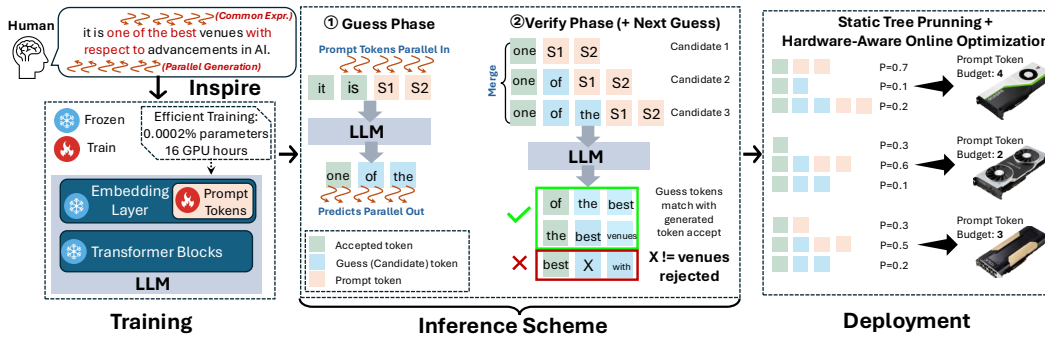 Human
(Common Expr.)
it is one of the best venues with
respect to advancements in AI.
(Parallel Generation)
Inspire
Frozen
Train
Efficient Training:
0.0002% parameters
16 GPU hours
Embedding
Layer
Prompt
Tokens
Transformer Blocks
LLM
Training
① Guess Phase
Prompt Tokens Parallel In
it is S1 S2
LLM
one of the
Predicts Parallel Out
Accepted token
Guess (Candidate) token
Prompt token
②Verify Phase (+ Next Guess)
Merge
one S1 S2 Candidate 1
one of S1 S2 Candidate 2
one of the S1 S2 Candidate 3
LLM
of the best
the best venues
best X with
Guess tokens
match with
generated
token accept
X != venues
rejected
Inference Scheme
Static Tree Prunning +
Hardware-Aware Online Optimization
P=0.7
P=0.1
P=0.2
Prompt Token
Budget: 4
P=0.3
P=0.6
P=0.1
Prompt Token
Budget: 2
P=0.3
P=0.5
P=0.2
Prompt Token
Budget: 3
Deployment